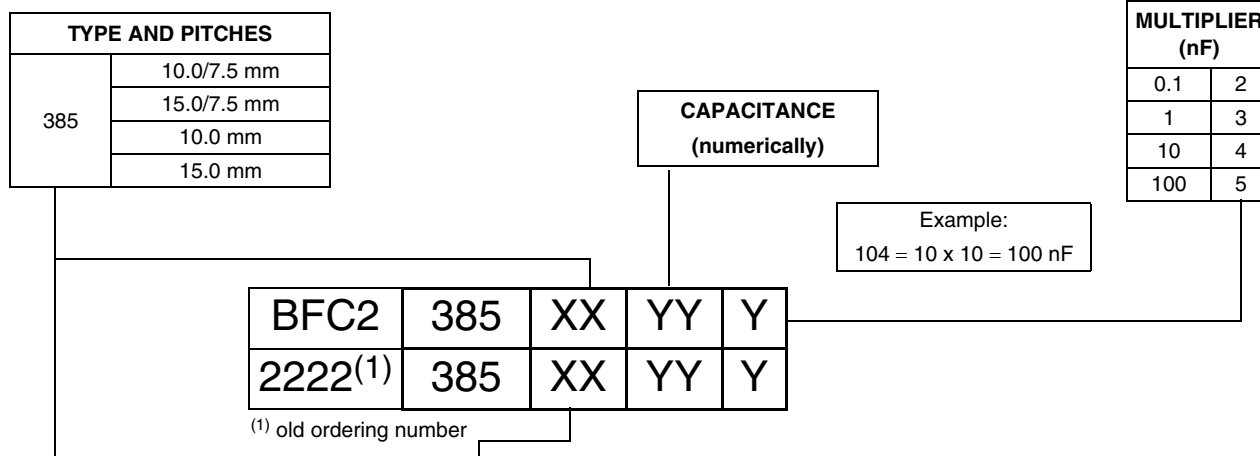 TYPE AND PITCHES
385
10.0/7.5 mm
15.0/7.5 mm
10.0 mm
15.0 mm
CAPACITANCE
(numerically)
MULTIPLIER
(nF)
0.1 2
1 3
10 4
100 5
Example:
104 = 10 x 10 = 100 nF
BFC2 385 XX YY Y
2222(1) 385 XX YY Y
(1) old ordering number